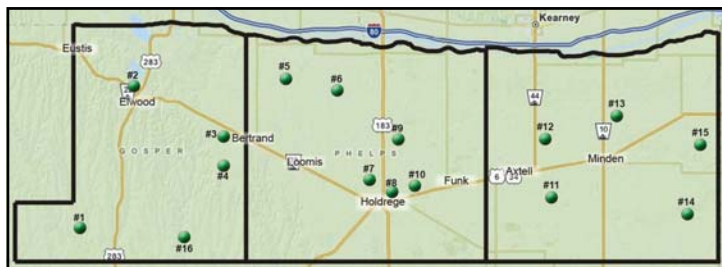 80
Kearney
Eustis
283
#5
#6
#2
23
Elwood
44
#13
10
183
#9
#12
#15
#3
Bertrand
GOSPER
PHELPS
Loomis
#4
#7
#10
Funk
6 34
Axtell
Minden
#8
Holdrege
#11
#14
#1
#16
283